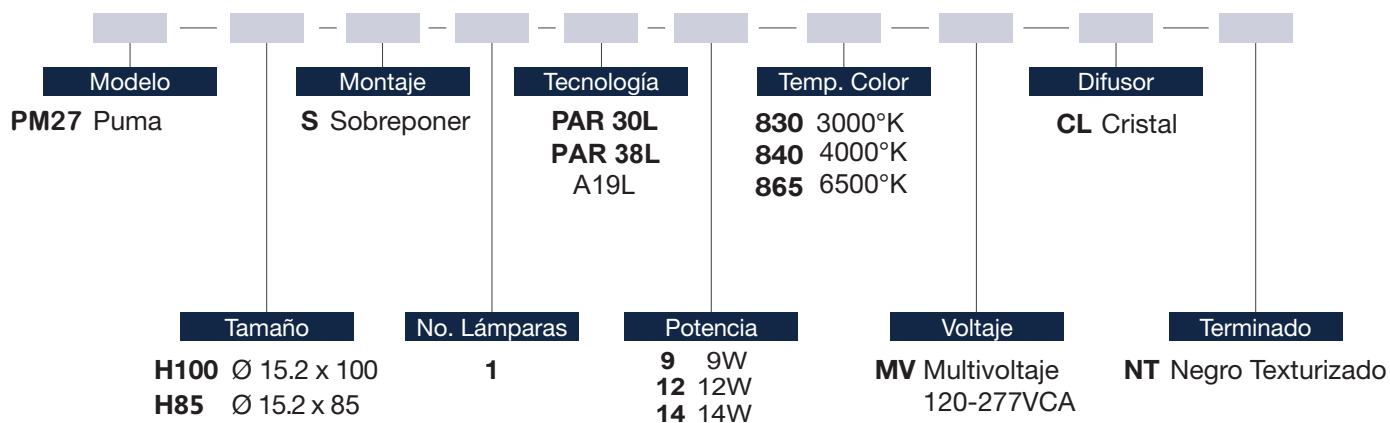 Modelo
PM27 Puma
Montaje
S Sobreponer
Tecnología
PAR 30L
PAR 38L
A19L
Temp. Color
830 3000°K
840 4000°K
865 6500°K
Difusor
CL Cristal
Tamaño
H100 Ø 15.2 x 100
H85 Ø 15.2 x 85
No. Lámparas
1
Potencia
9 9W
12 12W
14 14W
Voltaje
MV Multivoltaje
120-277VCA
Terminado
NT Negro Texturizado